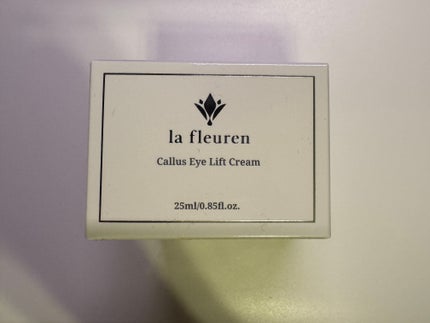 la fleuren
Callus Eye Lift Cream
25ml/0.85fl.oz.